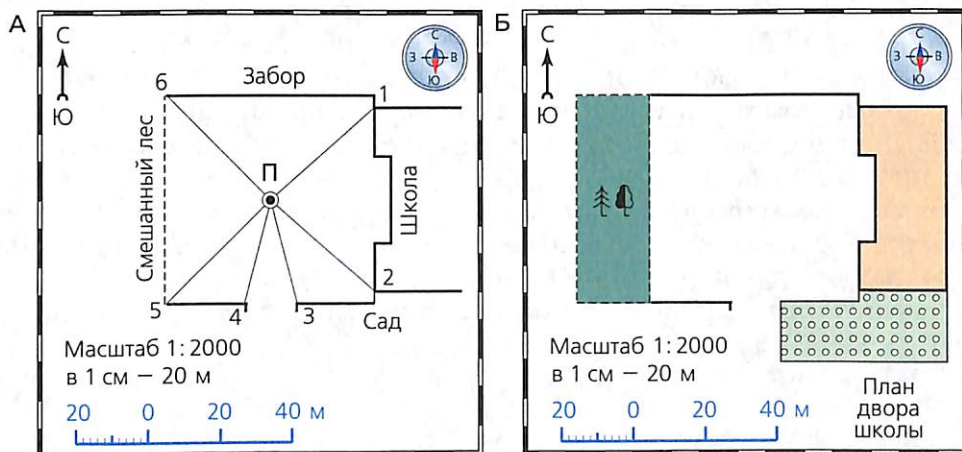 А
С
Ю
С
З В
Ю
6
Забор
1
Смешанный лес
П
Школа
2
5
4
3
Сад
Масштаб 1: 2000
в 1 см – 20 м
20 0 20 40 м
Б
С
Ю
С
З В
Ю
Масштаб 1: 2000
в 1 см – 20 м
20 0 20 40 м
План
двора
школы